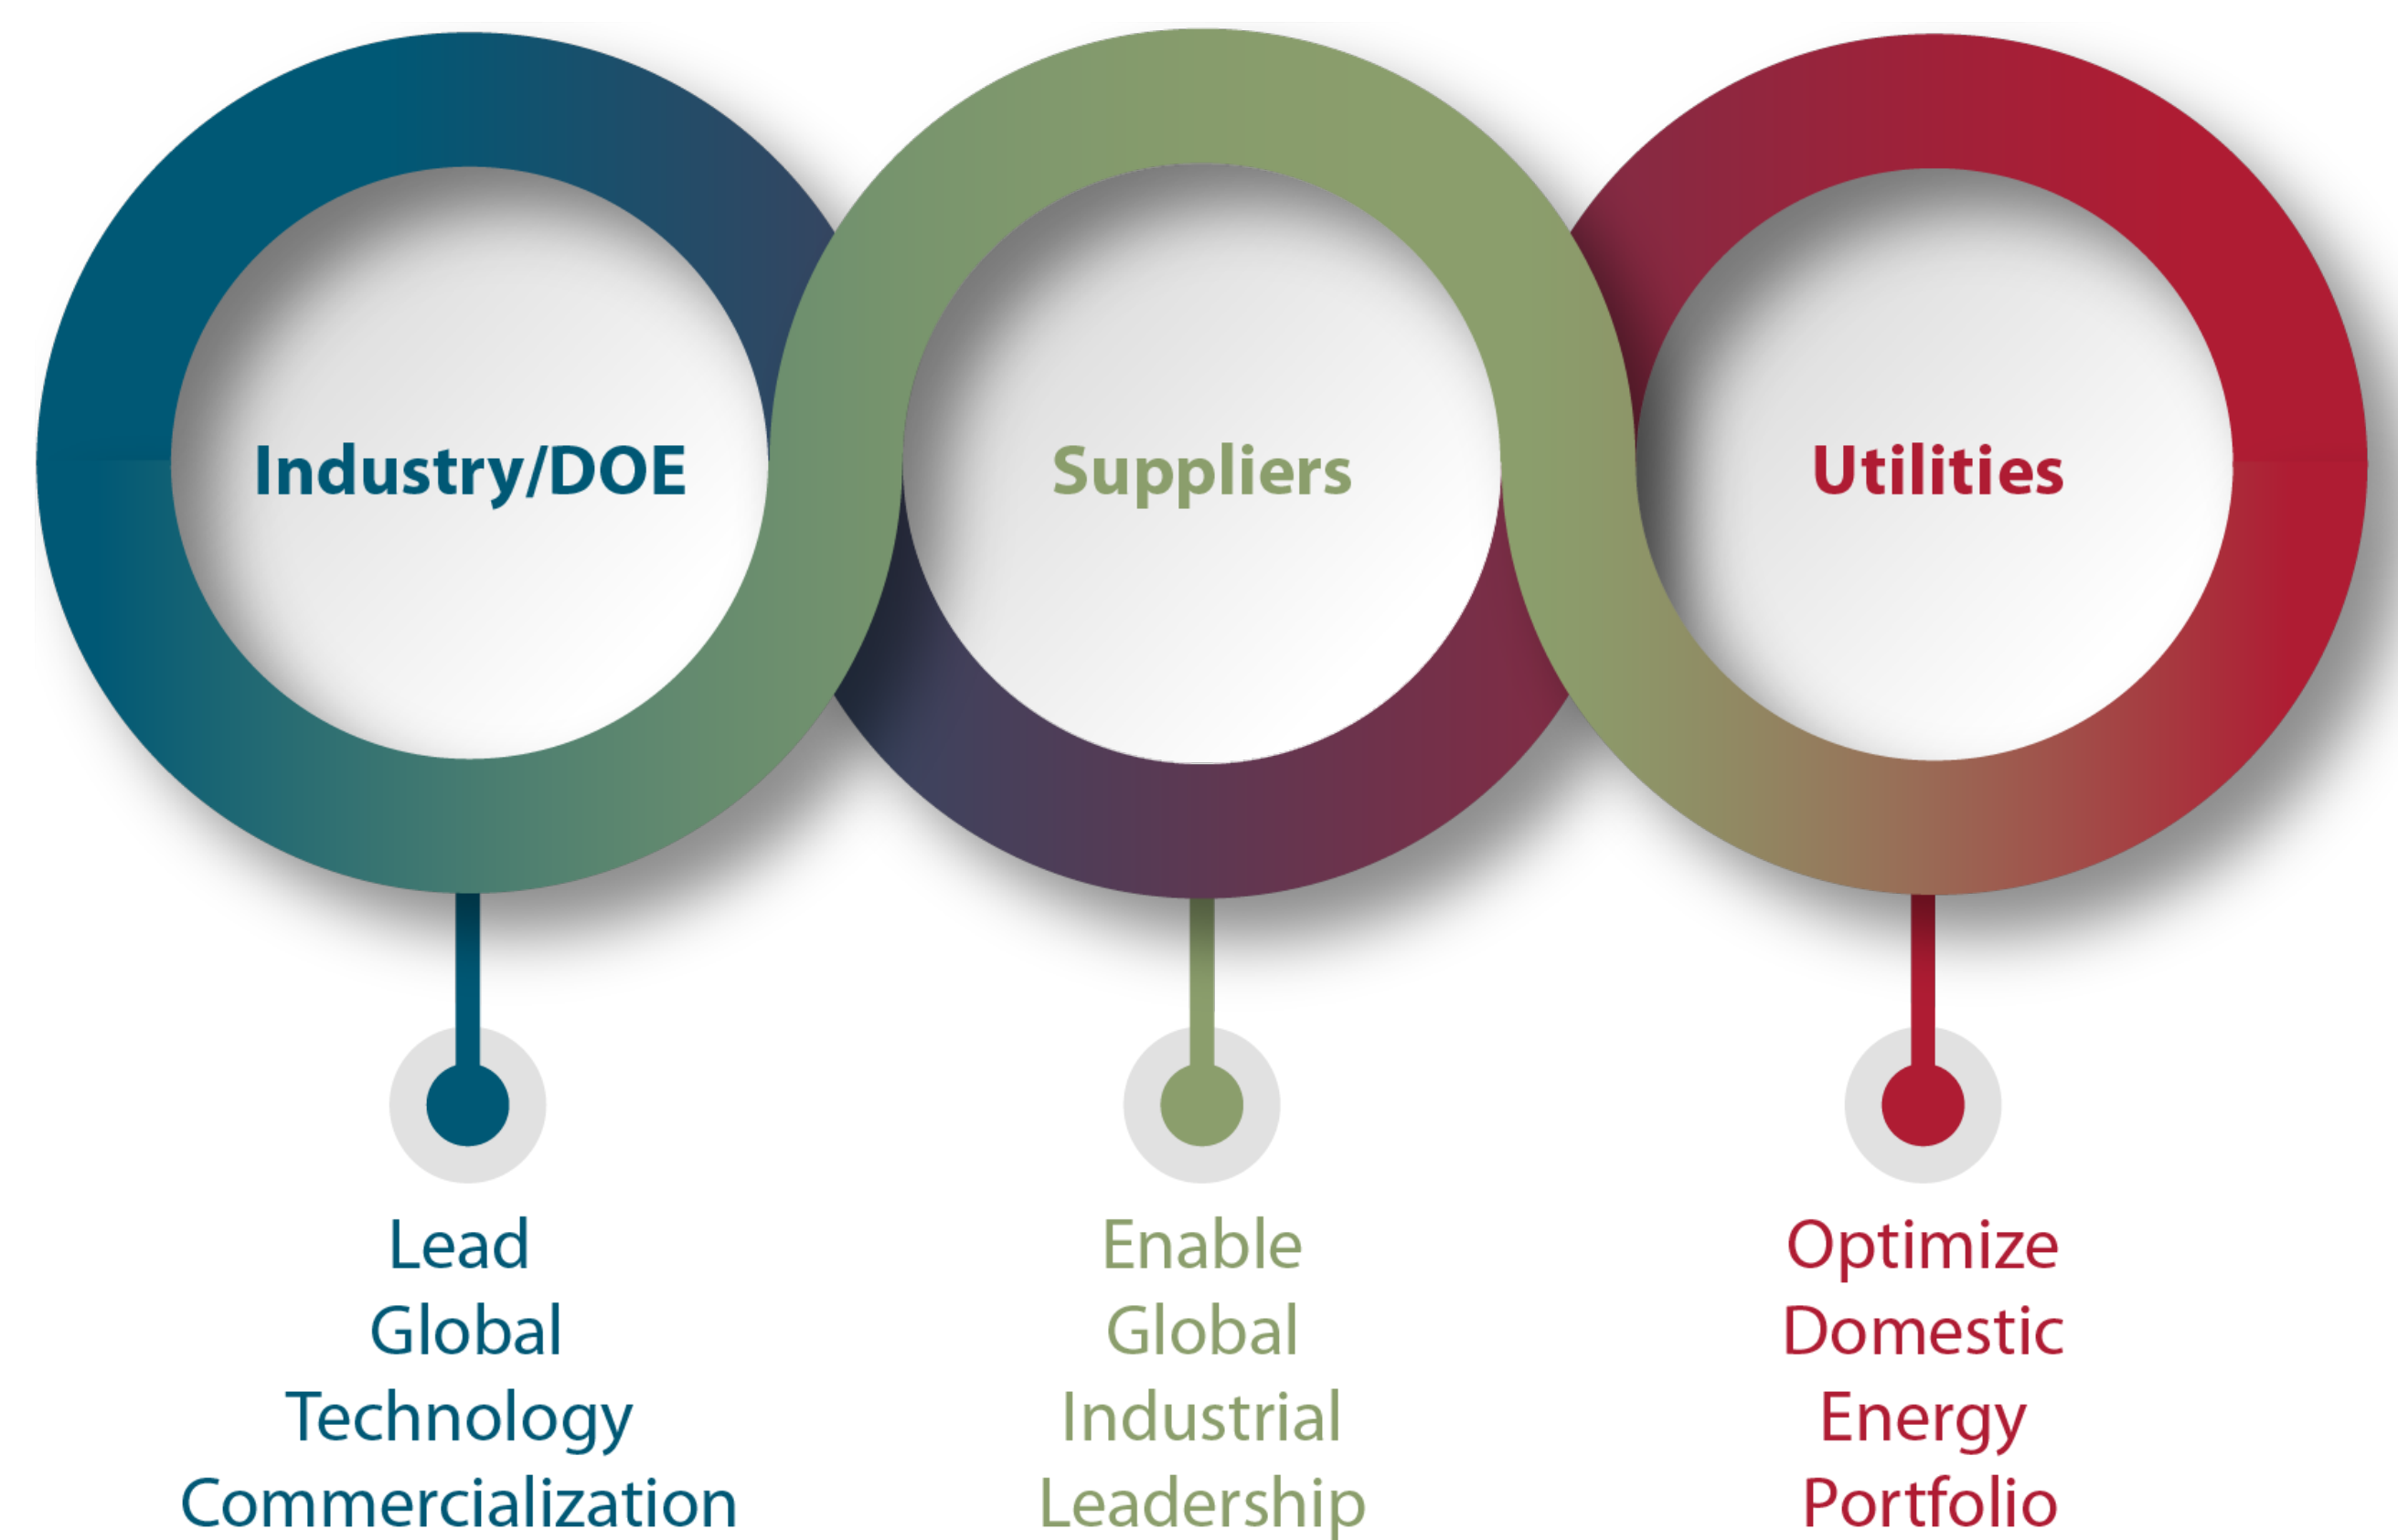 Industry/DOE
Suppliers
Utilities
Lead
Global
Technology
Commercialization
Enable
Global
Industrial
Leadership
Optimize
Domestic
Energy
Portfolio